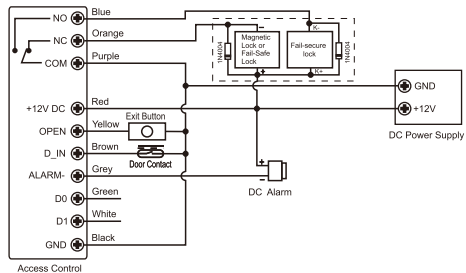 NO
Blue
NC
Orange
COM
Purple
K-
Magnetic
Lock or
Fail-Safe
Lock
1N4004
Fail-secure
lock
1N4004
K+
+
-
+12V DC
Red
GND
+12V
DC Power Supply
OPEN
Yellow
Exit Button
D_IN
Brown
Door Contact
ALARM-
Grey
+
-
DC Alarm
D0
Green
D1
White
GND
Black
Access Control